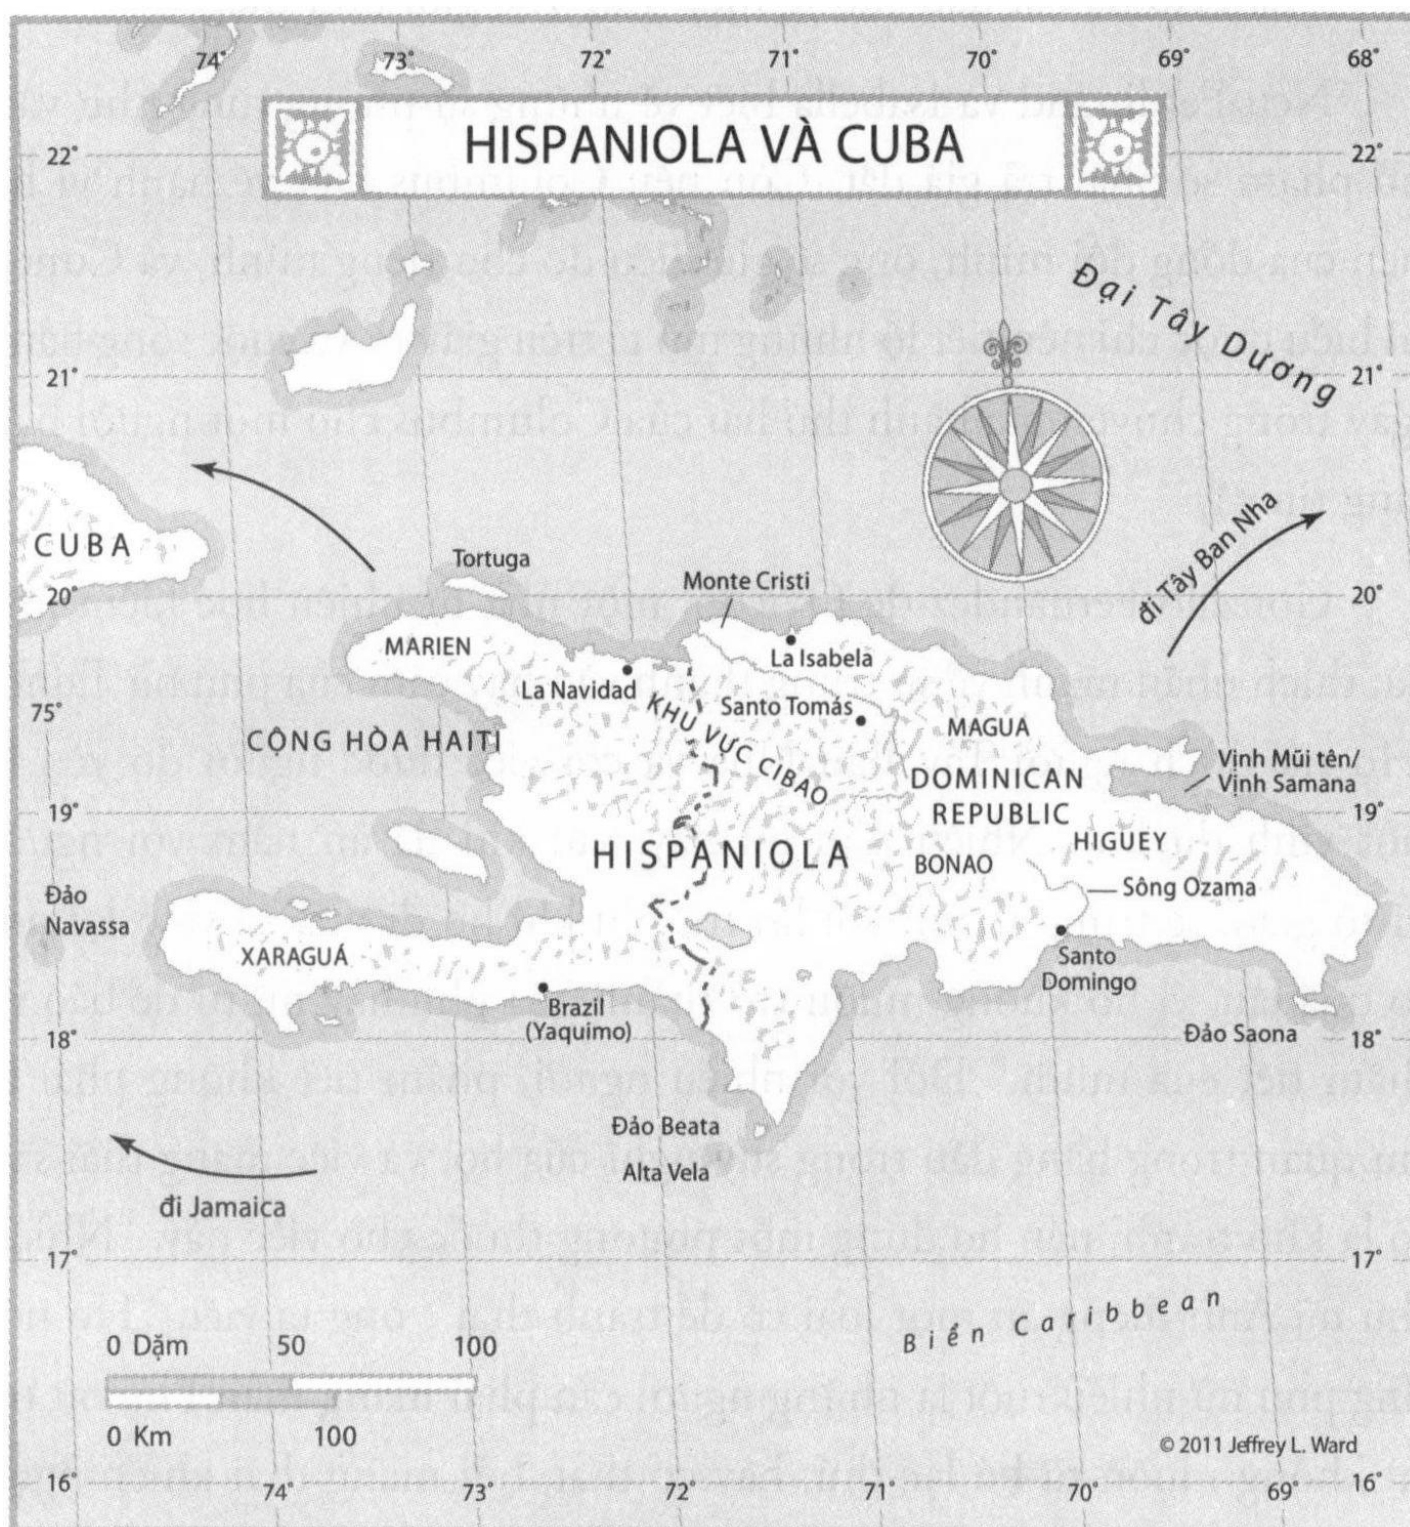 74° 73° 72° 71° 70° 69° 68°
HISPANIOLA VÀ CUBA
22° 22°
Đại Tây Dương
21° 21°
đi Tây Ban Nha
CUBA
Tortuga
Monte Cristi
20° 20°
MARIEN
La Isabela
La Navidad
Santo Tomás
75°
KHU VỰC CIBAO
MAGUA
CỘNG HÒA HAITI
Vịnh Mũi tên/
Vịnh Samana
DOMINICAN
REPUBLIC
19° 19°
HIGUEY
HISPANIOLA
BONAO
Sông Ozama
Đảo
Navassa
XARAGUÁ
Santo
Domingo
Brazil
(Yaquimo)
Đảo Saona
18° 18°
Đảo Beata
Alta Vela
đi Jamaica
17° 17°
Biển Caribbean
0 Dặm 50 100
0 Km 100
© 2011 Jeffrey L. Ward
16° 16°
74° 73° 72° 71° 70° 69°